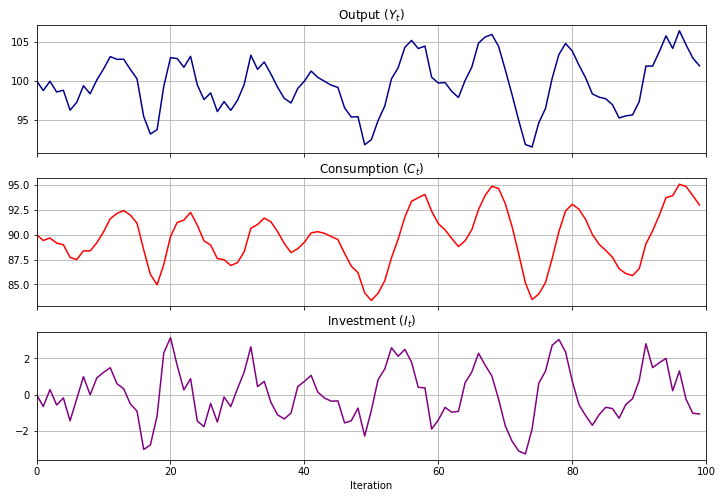 Output (Y_t)
105
100
95
Consumption (C_t)
95.0
92.5
90.0
87.5
85.0
Investment (I_t)
2
0
−2
0 20 40 60 80 100
Iteration